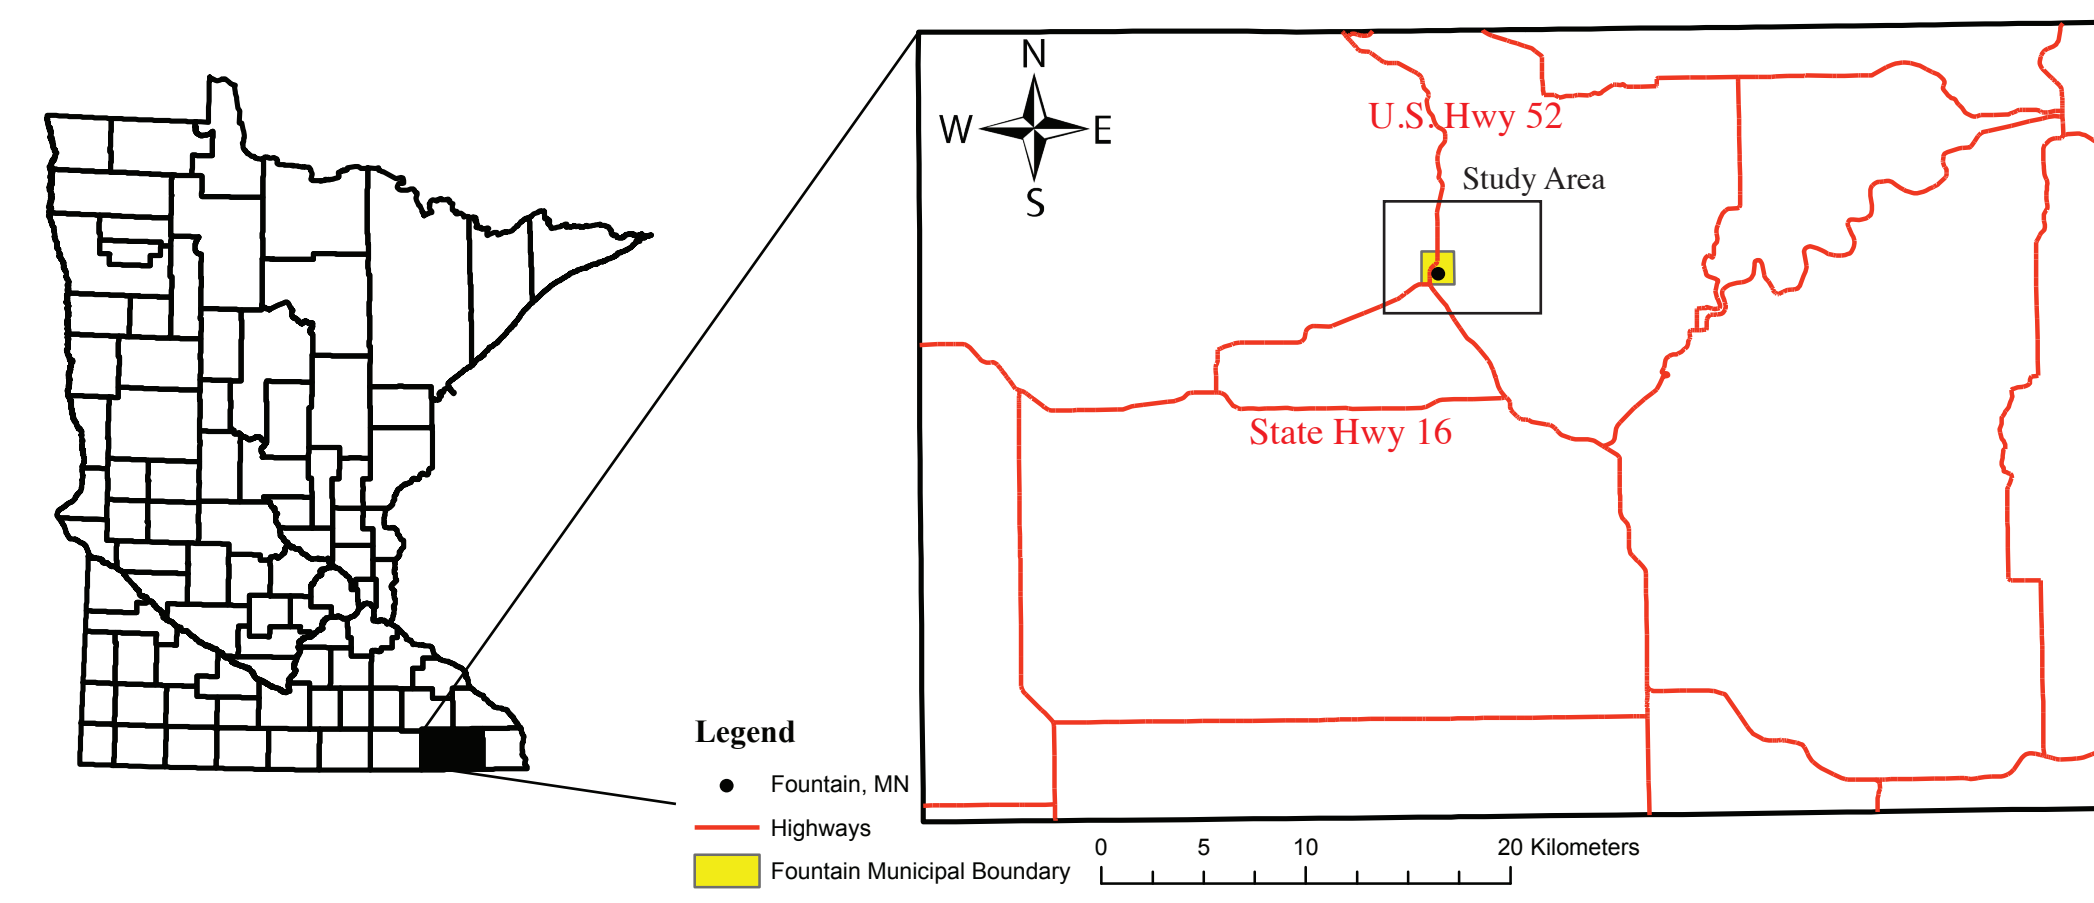 N
W E
S
U.S. Hwy 52
Study Area
State Hwy 16
Legend
Fountain, MN
Highways
Fountain Municipal Boundary
0 5 10 20 Kilometers